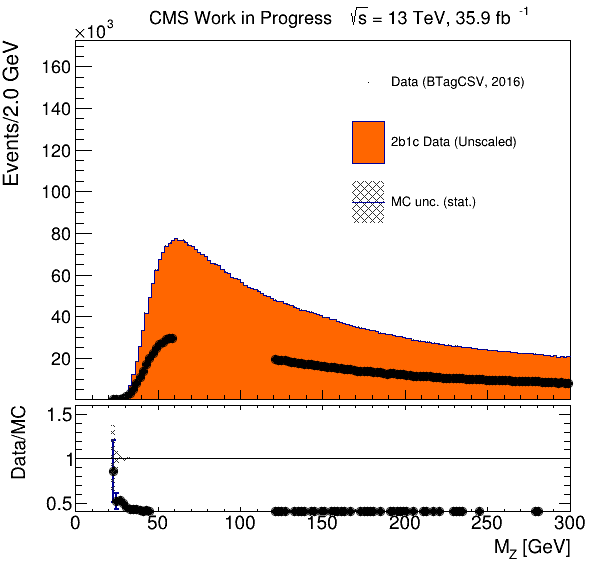 CMS Work in Progress √s = 13 TeV, 35.9 fb⁻¹
×10³
Events/2.0 GeV
160
140
120
100
80
60
40
20
Data (BTagCSV, 2016)
2b1c Data (Unscaled)
MC unc. (stat.)
Data/MC
1.5
1
0.5
0 50 100 150 200 250 300
M_Z [GeV]